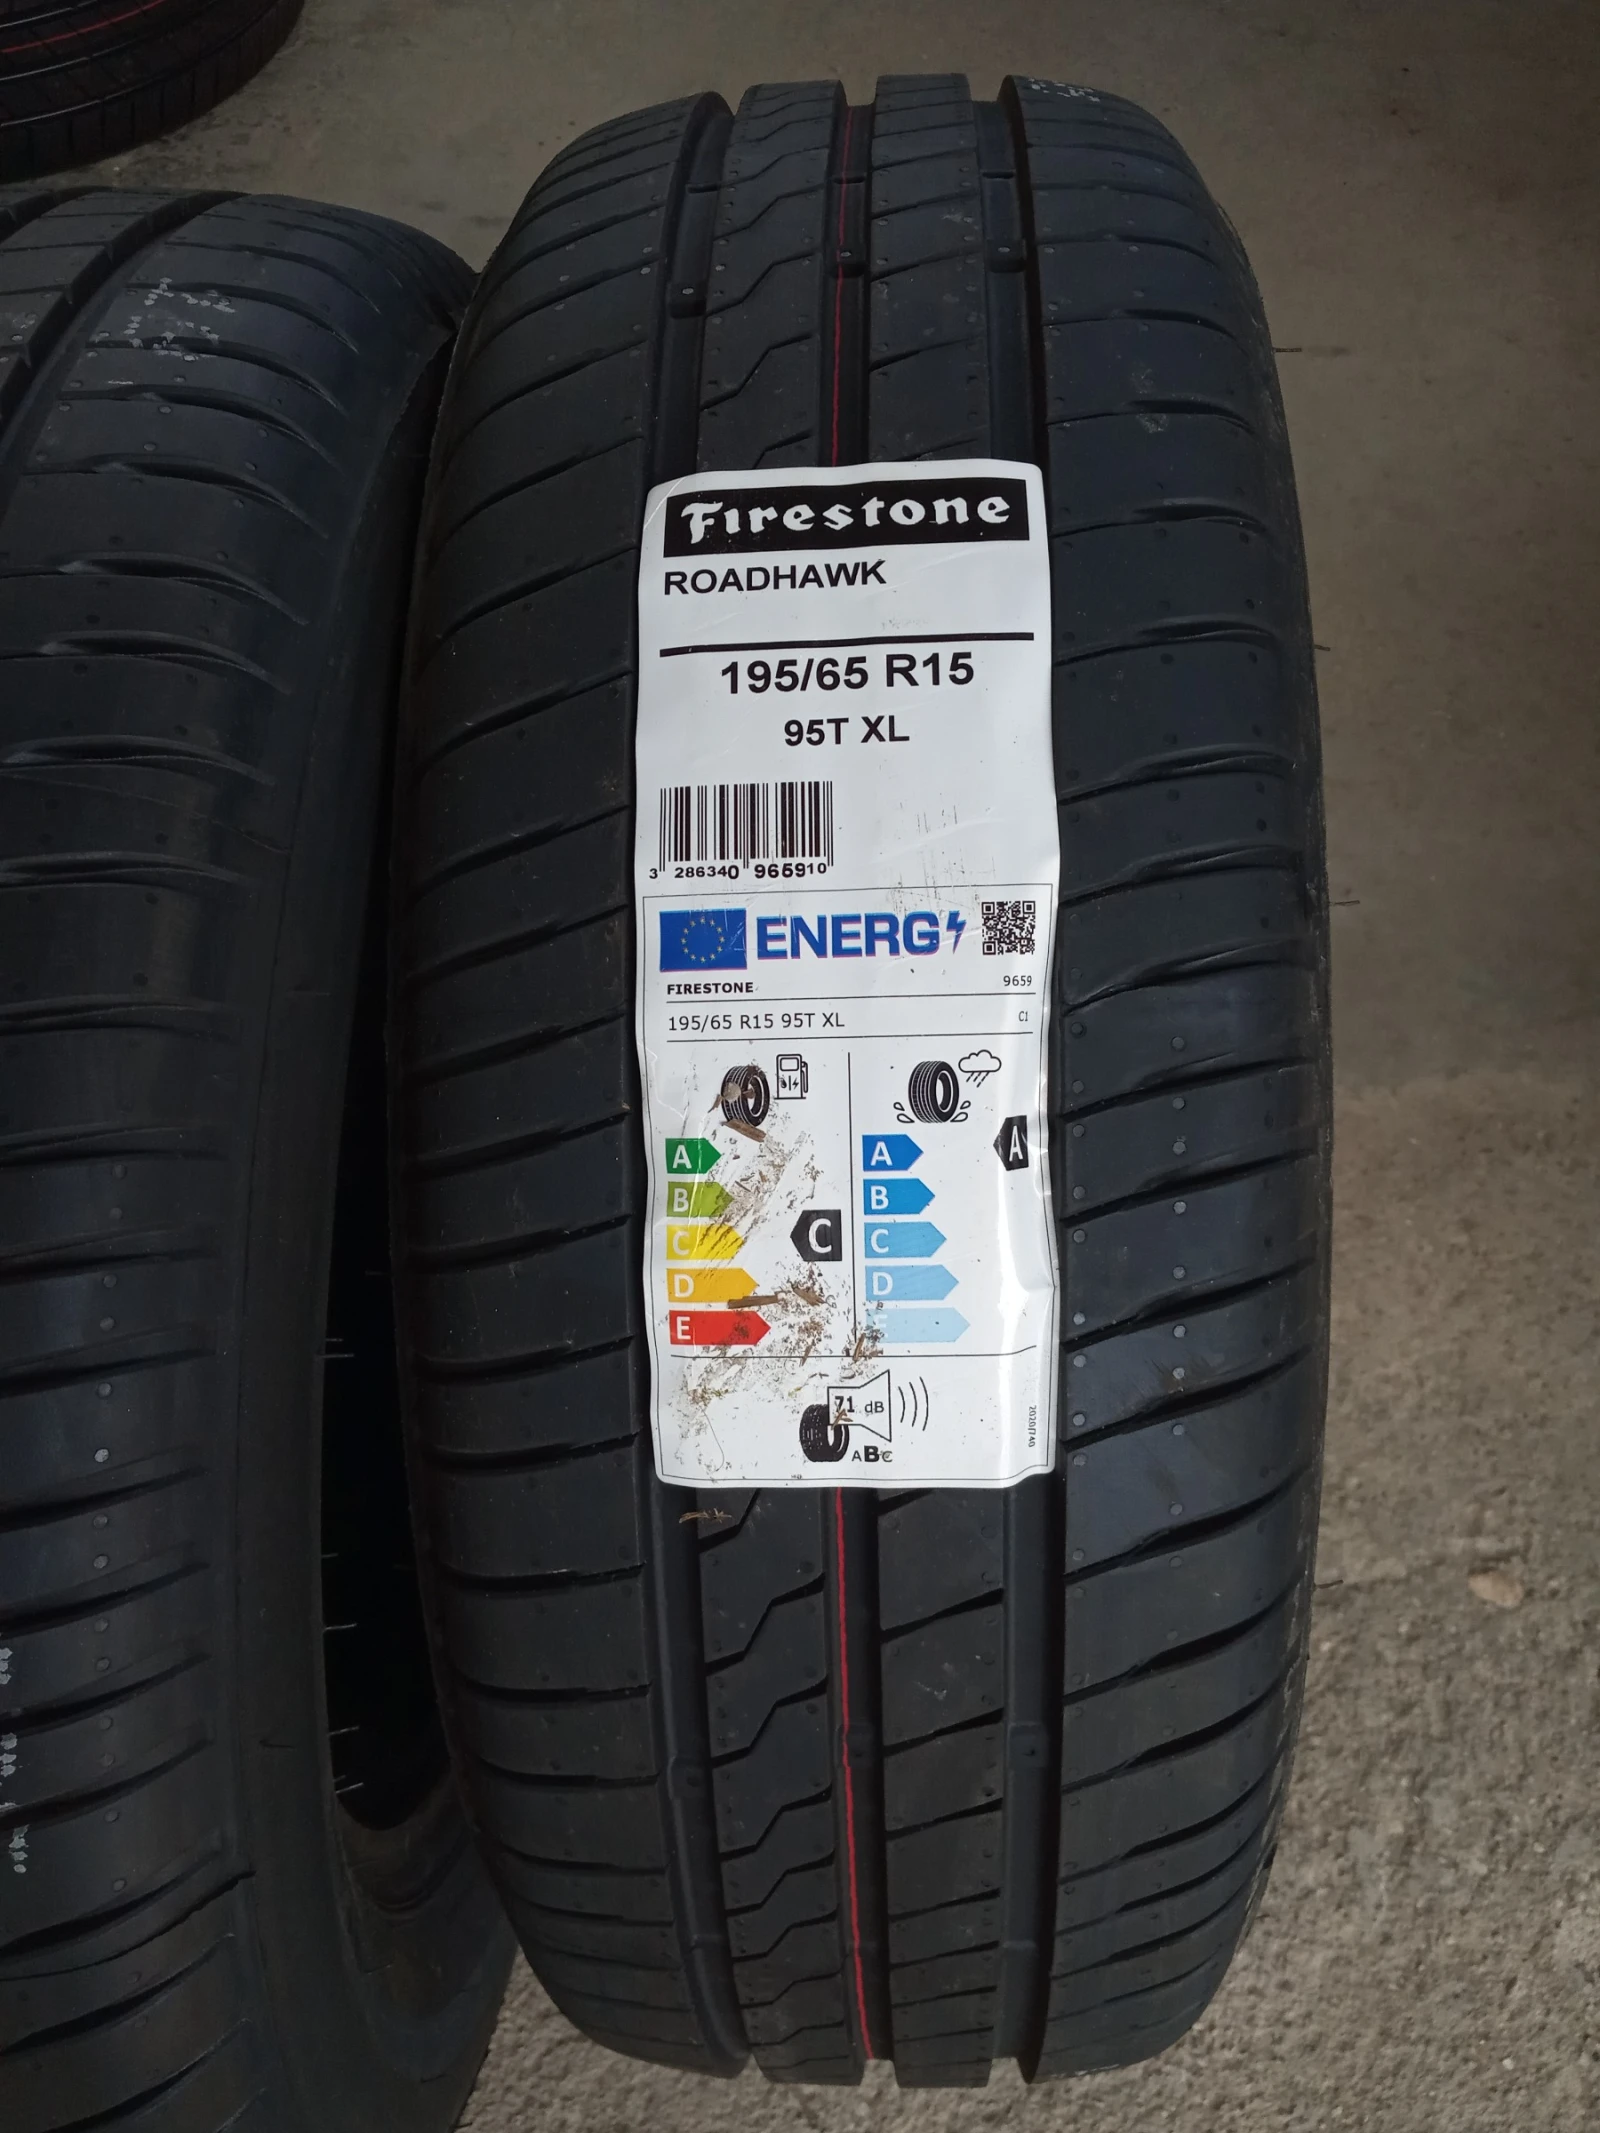 Firestone
ROADHAWK
195/65 R15
95T XL
3 286340 965910
ENERG
FIRESTONE 9659
195/65 R15 95T XL C1
A A A
B B
C C C
D D
E E
71 dB
ABC
2020/740